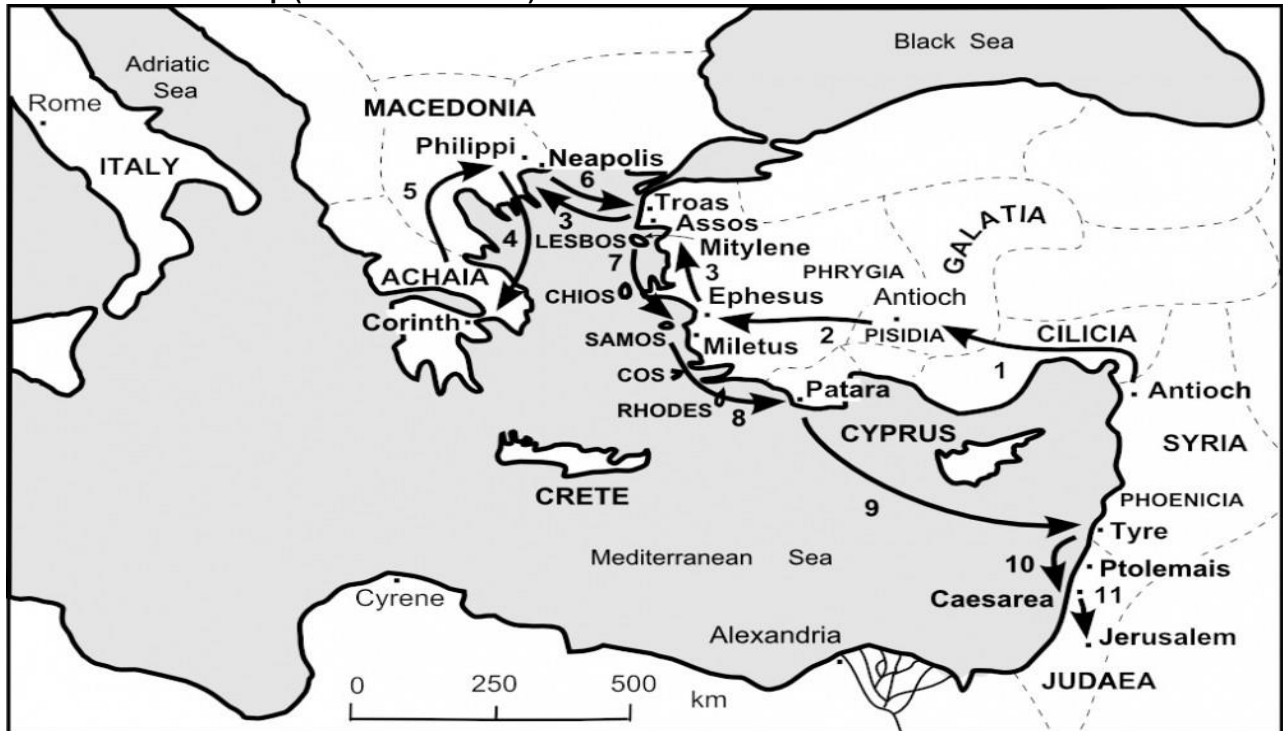 Black Sea
Adriatic
Sea
Rome
MACEDONIA
Philippi
Neapolis
ITALY
5
6
3
Troas
Assos
4
LESBOS
Mitylene
GALATIA
7
3
PHRYGIA
ACHAIA
CHIOS
Ephesus
Antioch
Corinth
SAMOS
2
PISIDIA
CILICIA
Miletus
1
COS
Patara
Antioch
RHODES
8
CYPRUS
SYRIA
CRETE
9
PHOENICIA
Tyre
Mediterranean Sea
10
Ptolemais
Cyrene
Caesarea
11
Alexandria
Jerusalem
0 250 500
km
JUDAEA